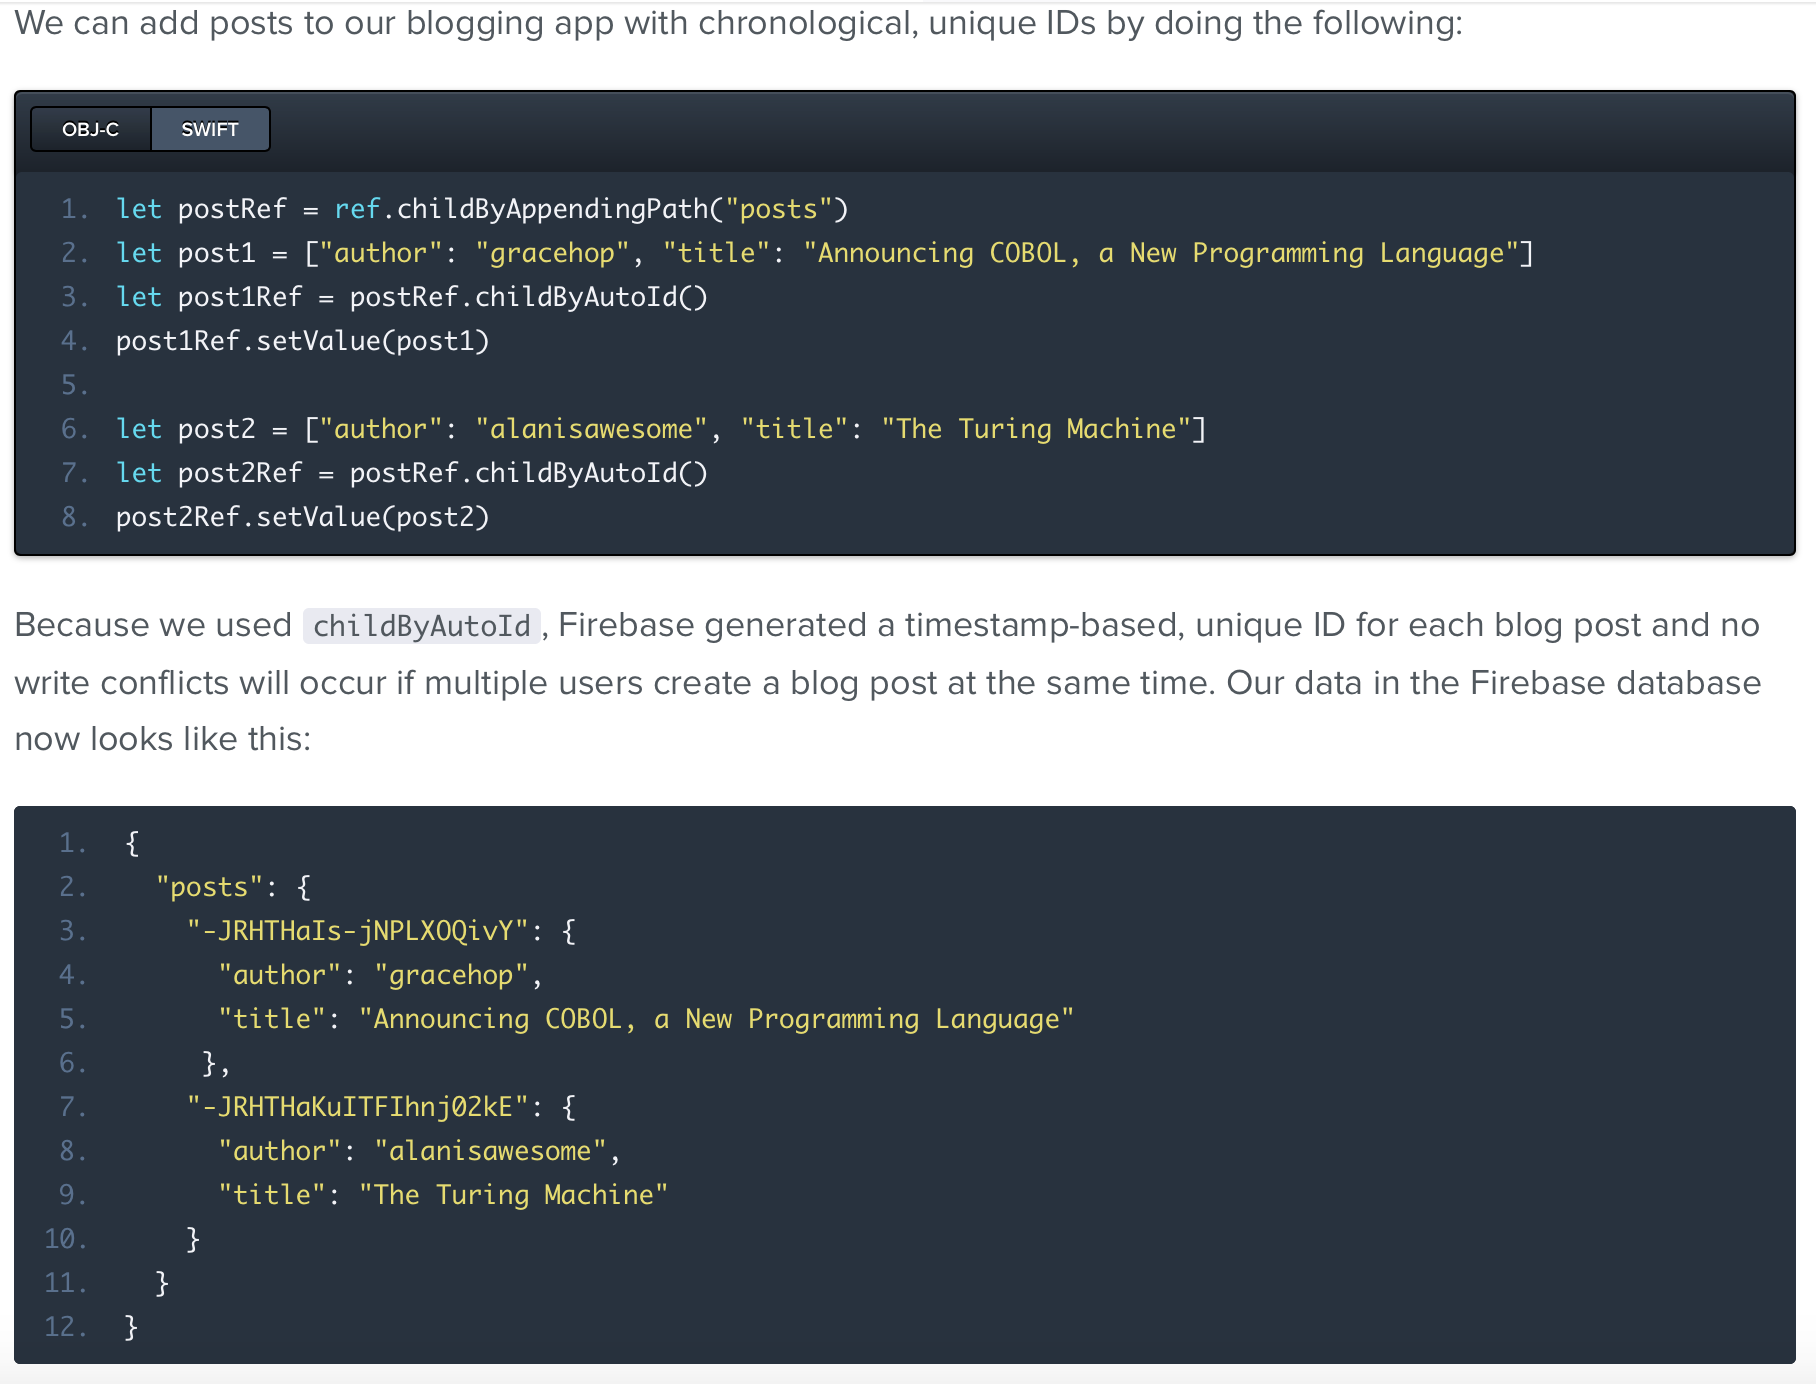 We can add posts to our blogging app with chronological, unique IDs by doing the following:
OBJ-C SWIFT
1. let postRef = ref.childByAppendingPath("posts")
2. let post1 = ["author": "gracehop", "title": "Announcing COBOL, a New Programming Language"]
3. let post1Ref = postRef.childByAutoId()
4. post1Ref.setValue(post1)
5.
6. let post2 = ["author": "alanisawesome", "title": "The Turing Machine"]
7. let post2Ref = postRef.childByAutoId()
8. post2Ref.setValue(post2)
Because we used childByAutoId, Firebase generated a timestamp-based, unique ID for each blog post and no
write conflicts will occur if multiple users create a blog post at the same time. Our data in the Firebase database
now looks like this:
1. {
2. "posts": {
3. "-JRHTHaIs-jNPLXOQivY": {
4. "author": "gracehop",
5. "title": "Announcing COBOL, a New Programming Language"
6. },
7. "-JRHTHaKuITFIhnj02kE": {
8. "author": "alanisawesome",
9. "title": "The Turing Machine"
10. }
11. }
12. }